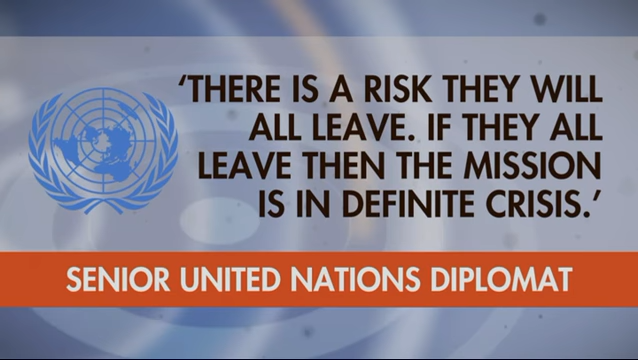 ‘THERE IS A RISK THEY WILL
ALL LEAVE. IF THEY ALL
LEAVE THEN THE MISSION
IS IN DEFINITE CRISIS.’
SENIOR UNITED NATIONS DIPLOMAT